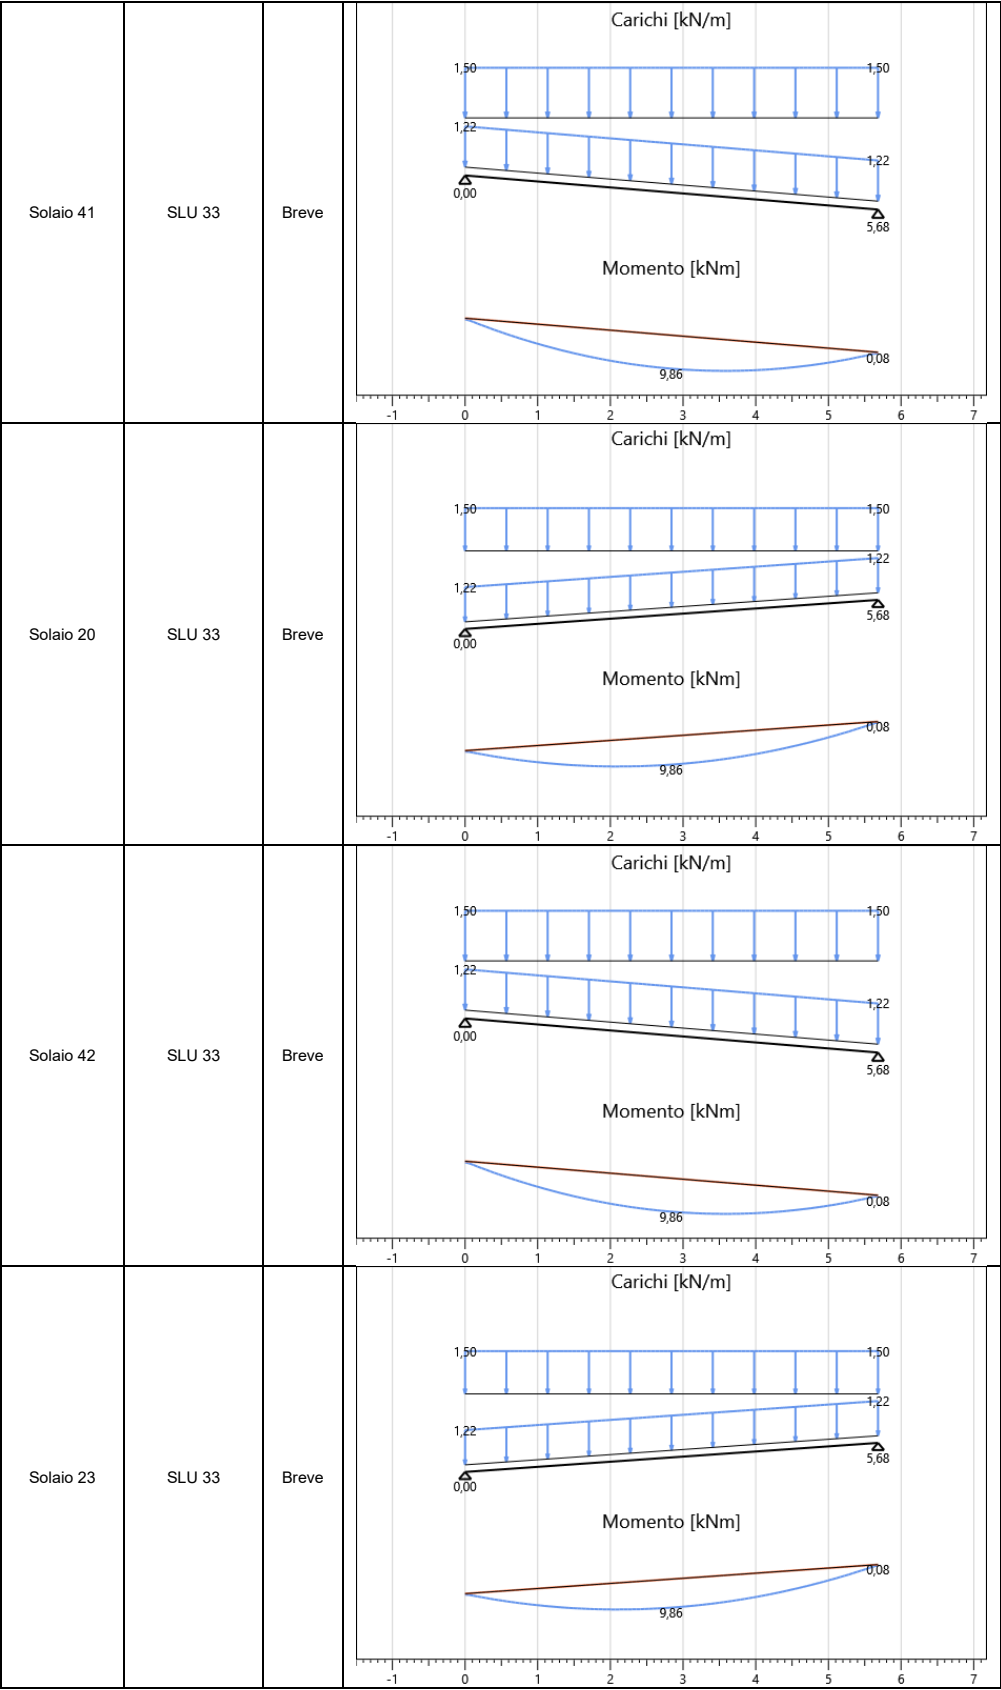 Carichi [kN/m]
1,50 1,50
1,22
1,22
0,00
5,68
Solaio 41 SLU 33 Breve
Momento [kNm]
0,08
9,86
-1 0 1 2 3 4 5 6 7
Carichi [kN/m]
1,50 1,50
1,22
1,22
5,68
Solaio 20 SLU 33 Breve
0,00
Momento [kNm]
0,08
9,86
-1 0 1 2 3 4 5 6 7
Carichi [kN/m]
1,50 1,50
1,22
1,22
0,00
Solaio 42 SLU 33 Breve
5,68
Momento [kNm]
0,08
9,86
-1 0 1 2 3 4 5 6 7
Carichi [kN/m]
1,50 1,50
1,22
1,22
5,68
Solaio 23 SLU 33 Breve
0,00
Momento [kNm]
0,08
9,86
-1 0 1 2 3 4 5 6 7